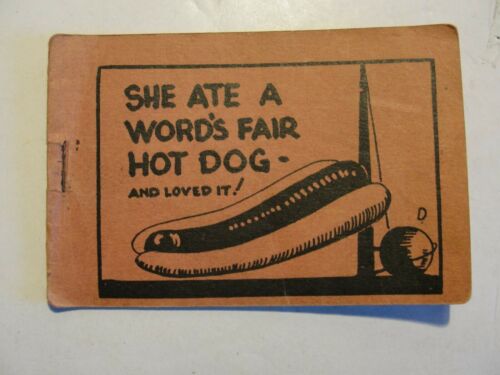 SHE ATE A
WORD'S FAIR
HOT DOG-
AND LOVED IT!
D